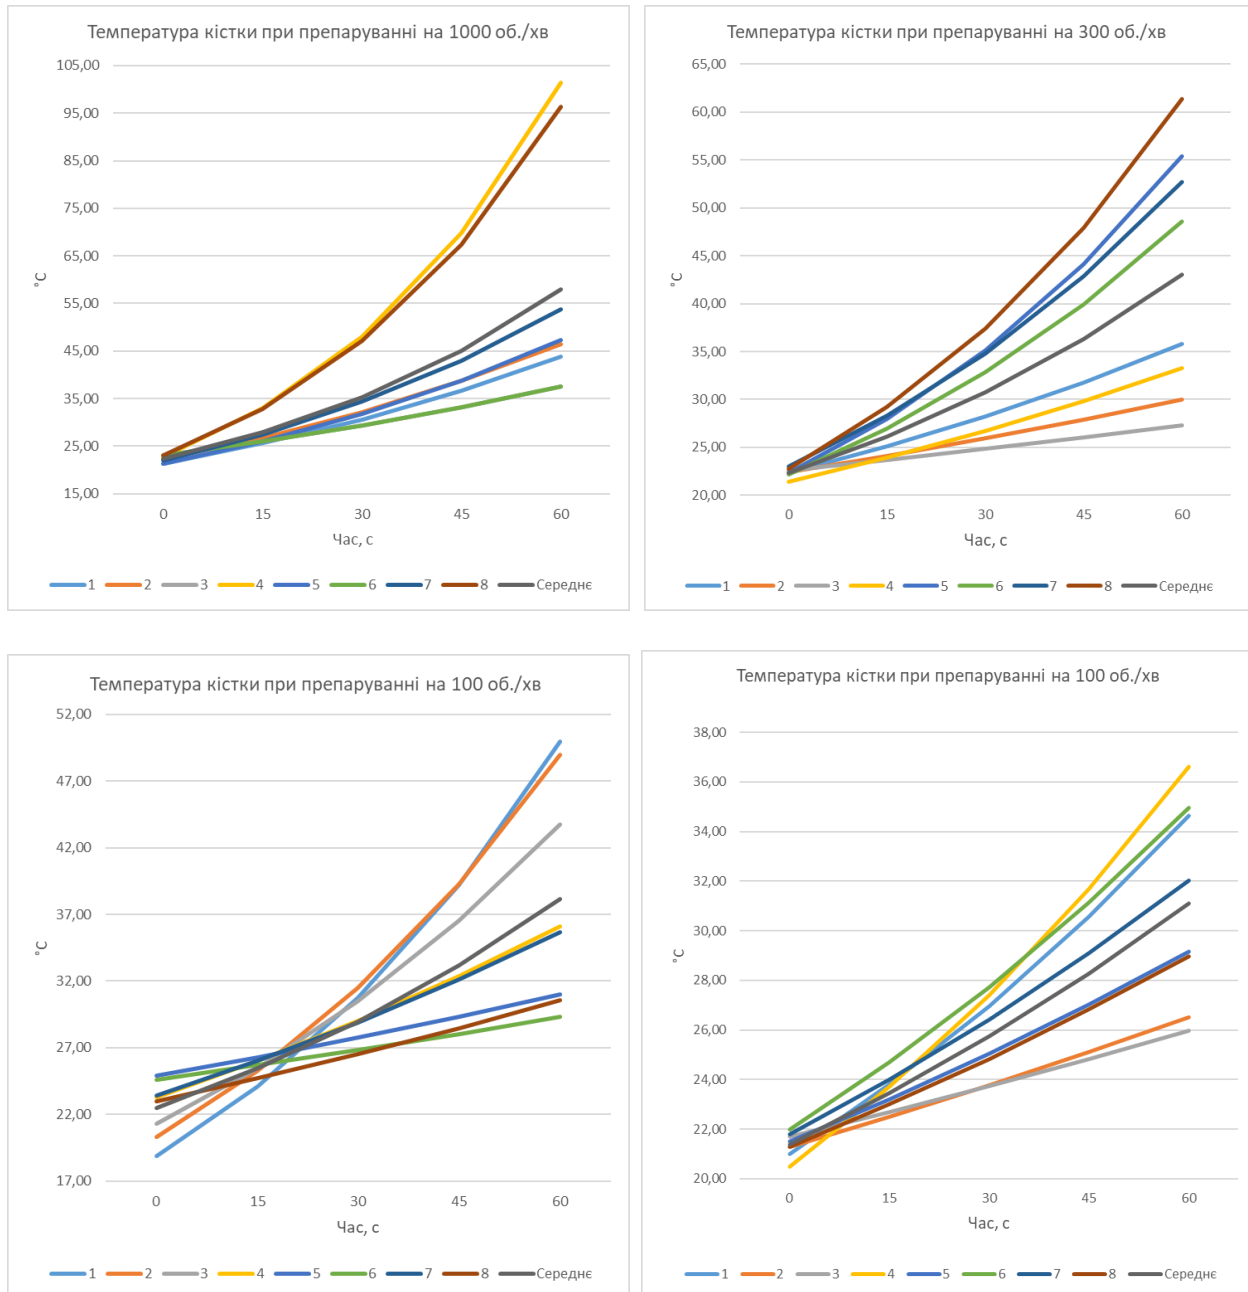 Температура кістки при препаруванні на 1000 об./хв
105,00
95,00
85,00
75,00
65,00
55,00
45,00
35,00
25,00
15,00
°C
0 15 30 45 60
Час, с
1 2 3 4 5 6 7 8 Середнє
Температура кістки при препаруванні на 300 об./хв
65,00
60,00
55,00
50,00
45,00
40,00
35,00
30,00
25,00
20,00
°C
0 15 30 45 60
Час, с
1 2 3 4 5 6 7 8 Середнє
Температура кістки при препаруванні на 100 об./хв
52,00
47,00
42,00
37,00
32,00
27,00
22,00
17,00
°C
0 15 30 45 60
Час, с
1 2 3 4 5 6 7 8 Середнє
Температура кістки при препаруванні на 100 об./хв
38,00
36,00
34,00
32,00
30,00
28,00
26,00
24,00
22,00
20,00
°C
0 15 30 45 60
Час, с
1 2 3 4 5 6 7 8 Середнє